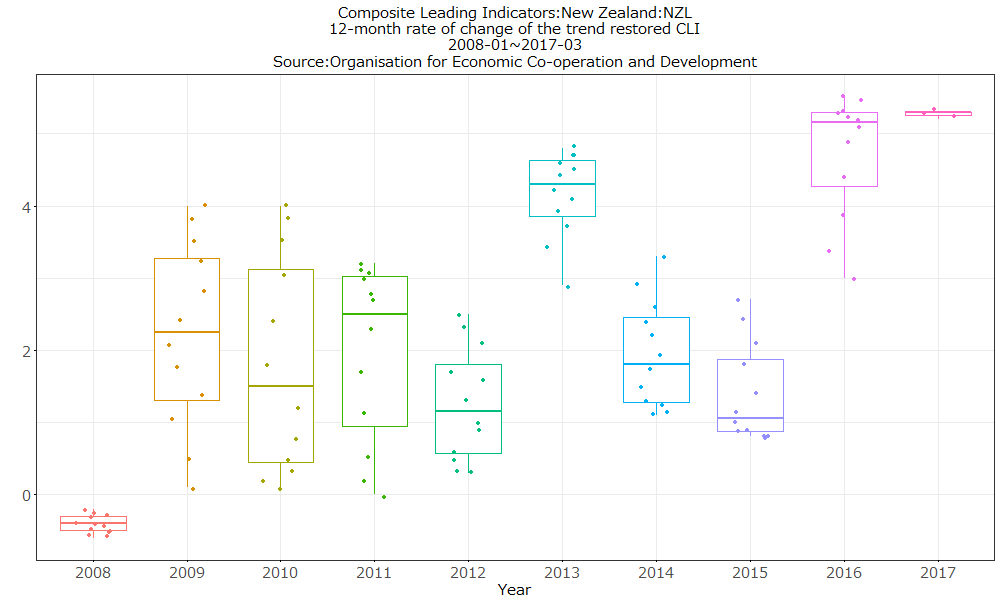 Composite Leading Indicators:New Zealand:NZL
12-month rate of change of the trend restored CLI
2008-01~2017-03
Source:Organisation for Economic Co-operation and Development
4
2
0
2008 2009 2010 2011 2012 2013 2014 2015 2016 2017
Year